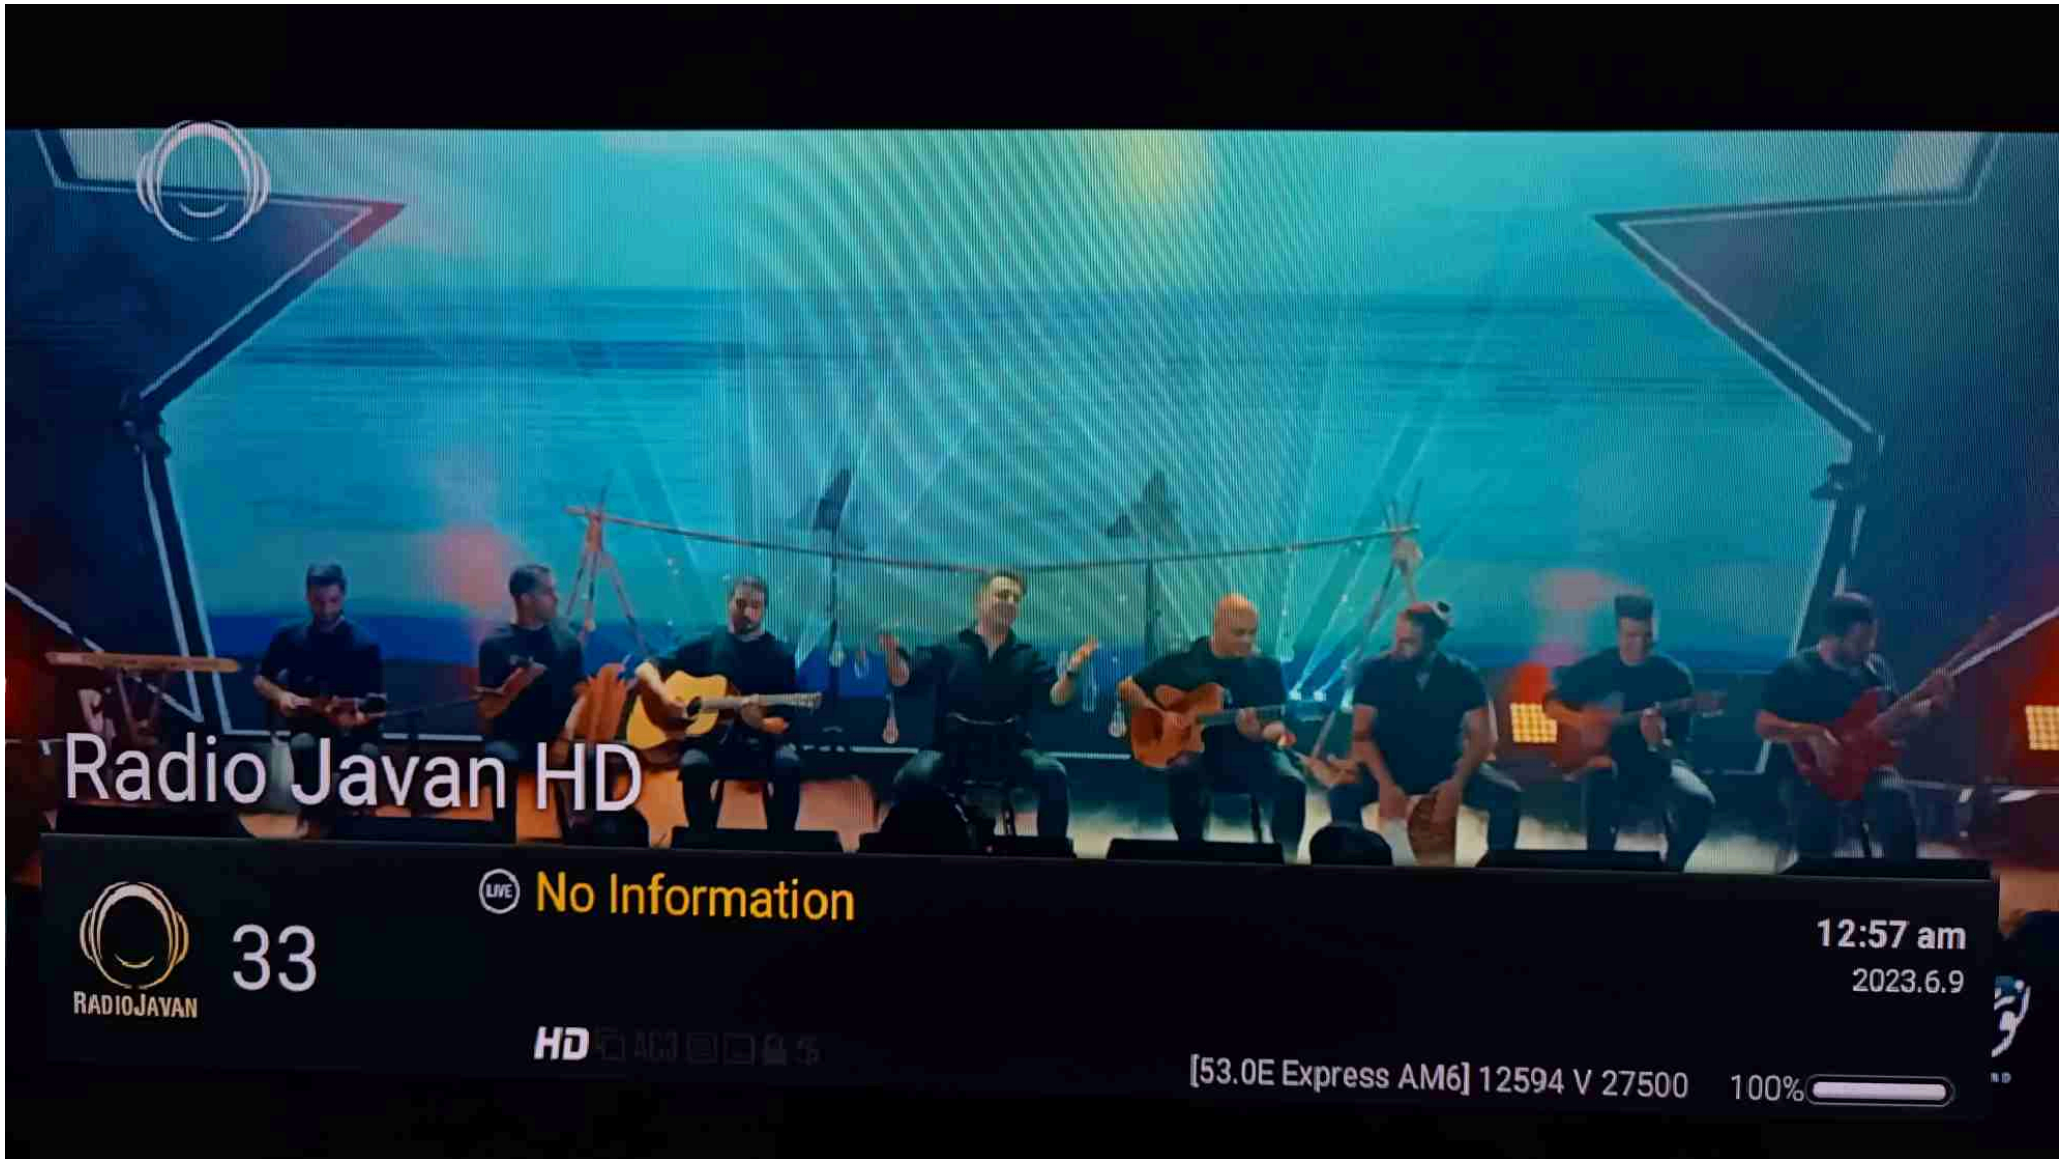 Radio Javan HD
RADIOJAVAN
33
LIVE
No Information
12:57 am
2023.6.9
HD
[53.0E Express AM6] 12594 V 27500
100%